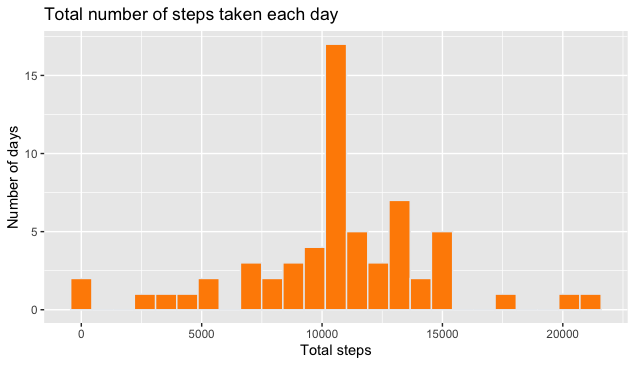 Total number of steps taken each day
Number of days
15
10
5
0
0 5000 10000 15000 20000
Total steps